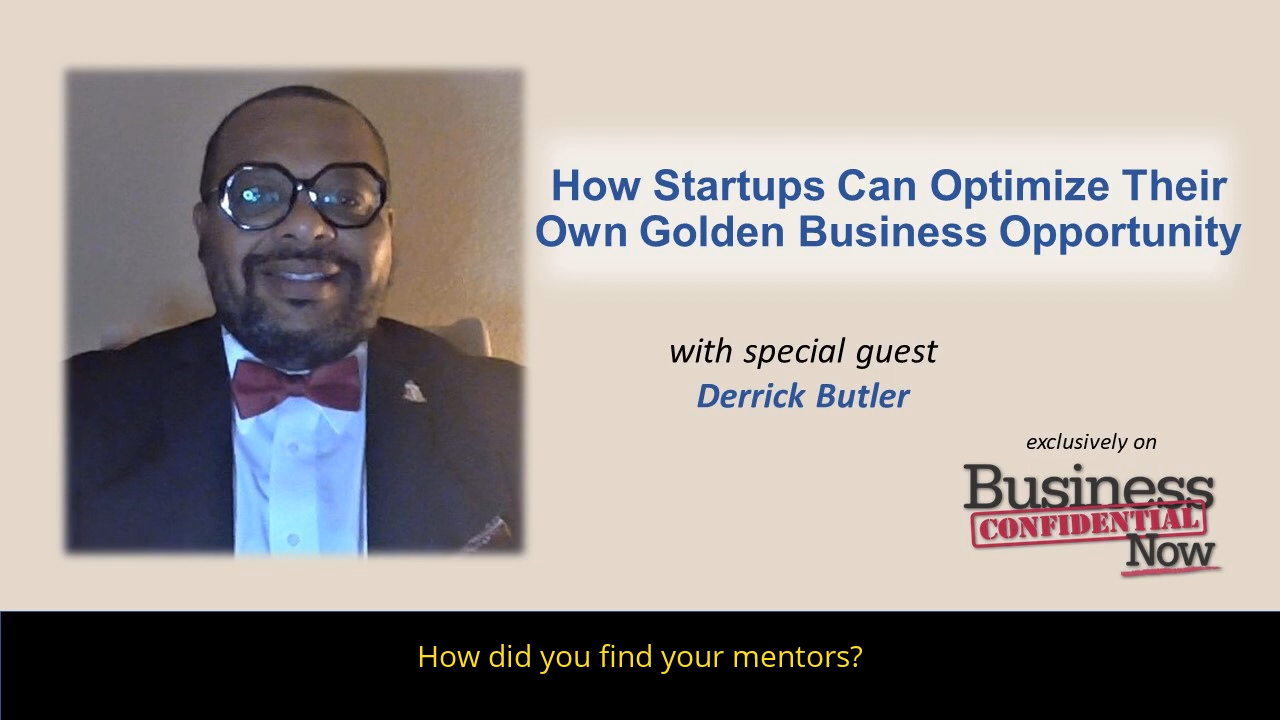 How Startups Can Optimize Their
Own Golden Business Opportunity
with special guest
Derrick Butler
exclusively on
Business
CONFIDENTIAL
Now
How did you find your mentors?